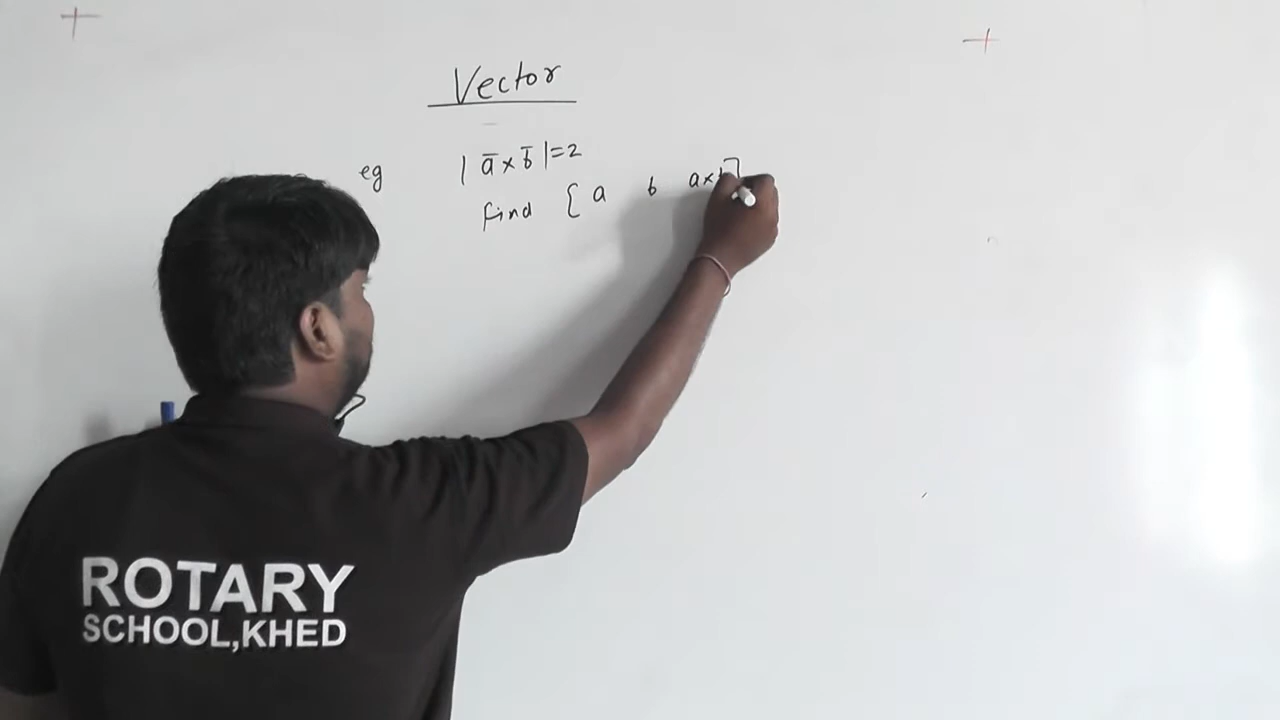 Vector
eg | a̅ × b̅ | = 2
find [ a b a×b ]
ROTARY
SCHOOL,KHED